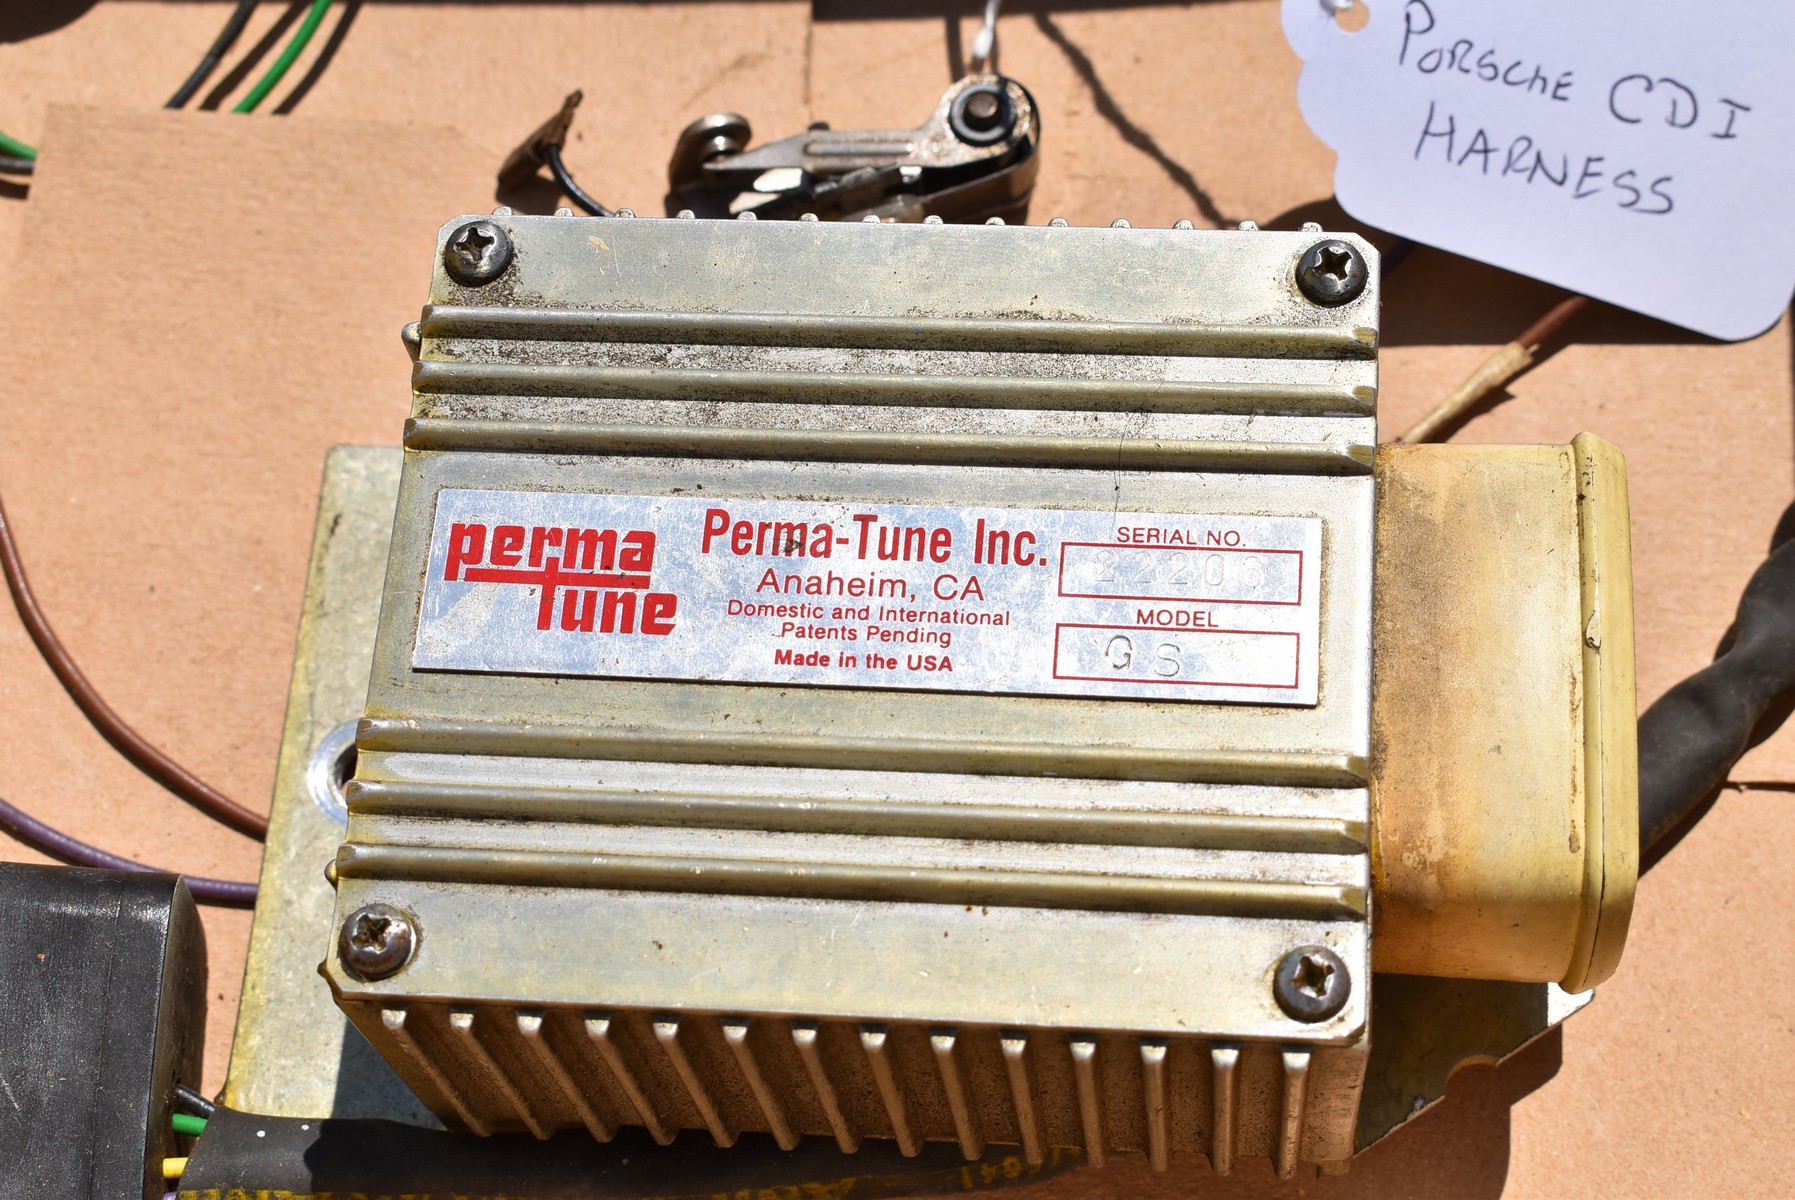 PORSCHE CDI
HARNESS
perma
tune
Perma-Tune Inc.
Anaheim, CA
Domestic and International
Patents Pending
Made in the USA
SERIAL NO.
22206
MODEL
GS